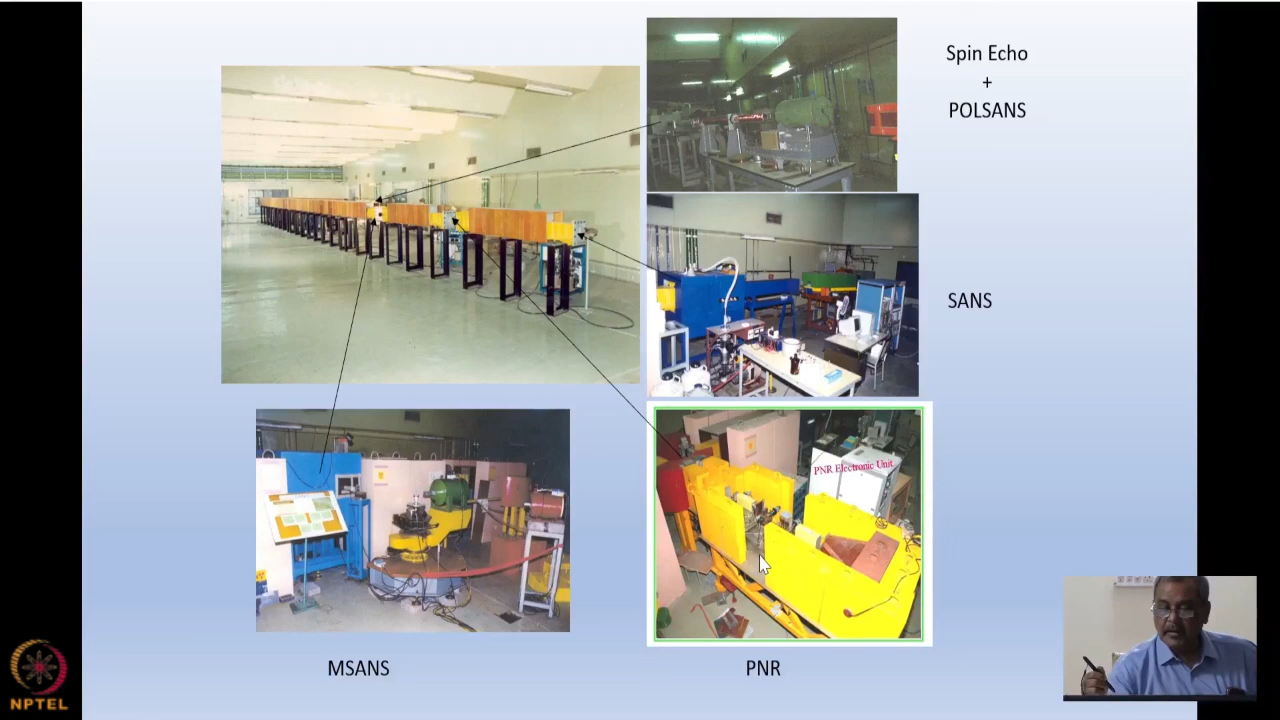 Spin Echo
+
POLSANS
SANS
PNR Electronic Unit
MSANS
PNR
NPTEL